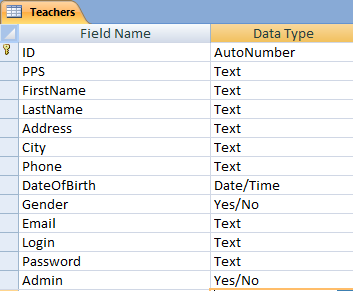 Teachers
Field Name Data Type
ID AutoNumber
PPS Text
FirstName Text
LastName Text
Address Text
City Text
Phone Text
DateOfBirth Date/Time
Gender Yes/No
Email Text
Login Text
Password Text
Admin Yes/No